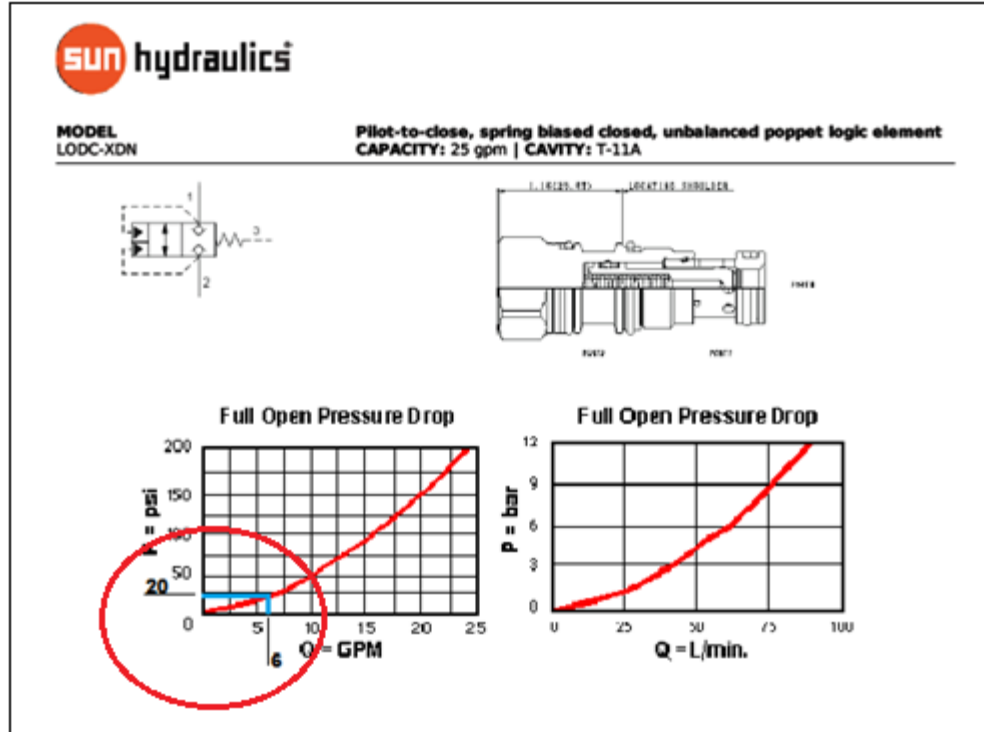 sun hydraulics
MODEL
LODC-XDN
Pilot-to-close, spring biased closed, unbalanced poppet logic element
CAPACITY: 25 gpm | CAVITY: T-11A
1
3
2
LOCATING SHOULDER
Full Open Pressure Drop
200
150
100
50
20
0
5
10
15
20
25
6
= psi
Q = GPM
Full Open Pressure Drop
12
9
6
3
0
0
25
50
75
100
P = bar
Q = L/min.